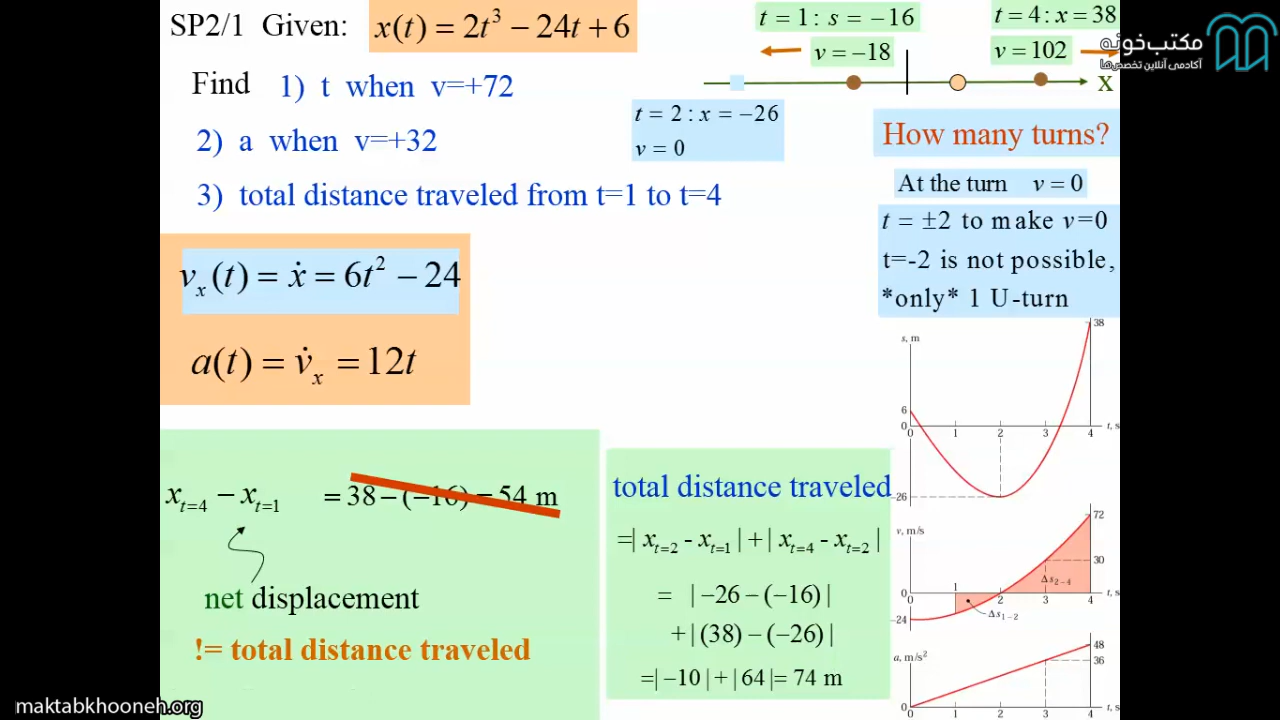 SP2/1 Given: x(t) = 2t³ − 24t + 6
Find 1) t when v=+72
2) a when v=+32
3) total distance traveled from t=1 to t=4
t = 1 : s = −16
v = −18
t = 4 : x = 38
v = 102
x
t = 2 : x = −26
v = 0
مکتب‌خونه
آکادمی آنلاین تخصص‌ها
How many turns?
At the turn v = 0
t = ±2 to make v=0
t=-2 is not possible,
*only* 1 U-turn
vₓ(t) = ẋ = 6t² − 24
a(t) = v̇ₓ = 12t
x_{t=4} − x_{t=1} = 38 − (−16) = 54 m
net displacement
!= total distance traveled
total distance traveled
=| x_{t=2} - x_{t=1} | + | x_{t=4} - x_{t=2} |
= | −26 − (−16) |
+ | (38) − (−26) |
=| −10 | + | 64 |= 74 m
s, m
38
6
0
0 1 2 3 4 t, s
−26
v, m/s
72
30
Δs₂₋₄
0
0 1 2 3 4 t, s
Δs₁₋₂
−24
a, m/s²
48
36
0
0 1 2 3 4 t, s
maktabkhooneh.org